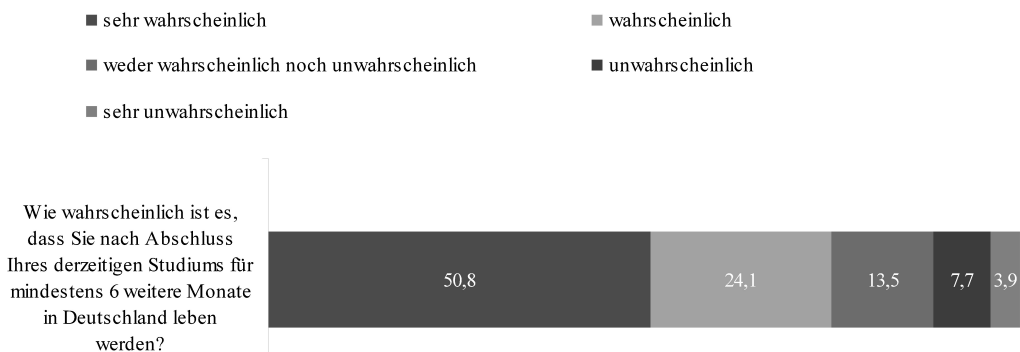 sehr wahrscheinlich
wahrscheinlich
weder wahrscheinlich noch unwahrscheinlich
unwahrscheinlich
sehr unwahrscheinlich
Wie wahrscheinlich ist es,
dass Sie nach Abschluss
Ihres derzeitigen Studiums für
mindestens 6 weitere Monate
in Deutschland leben
werden?
50,8
24,1
13,5
7,7
3,9